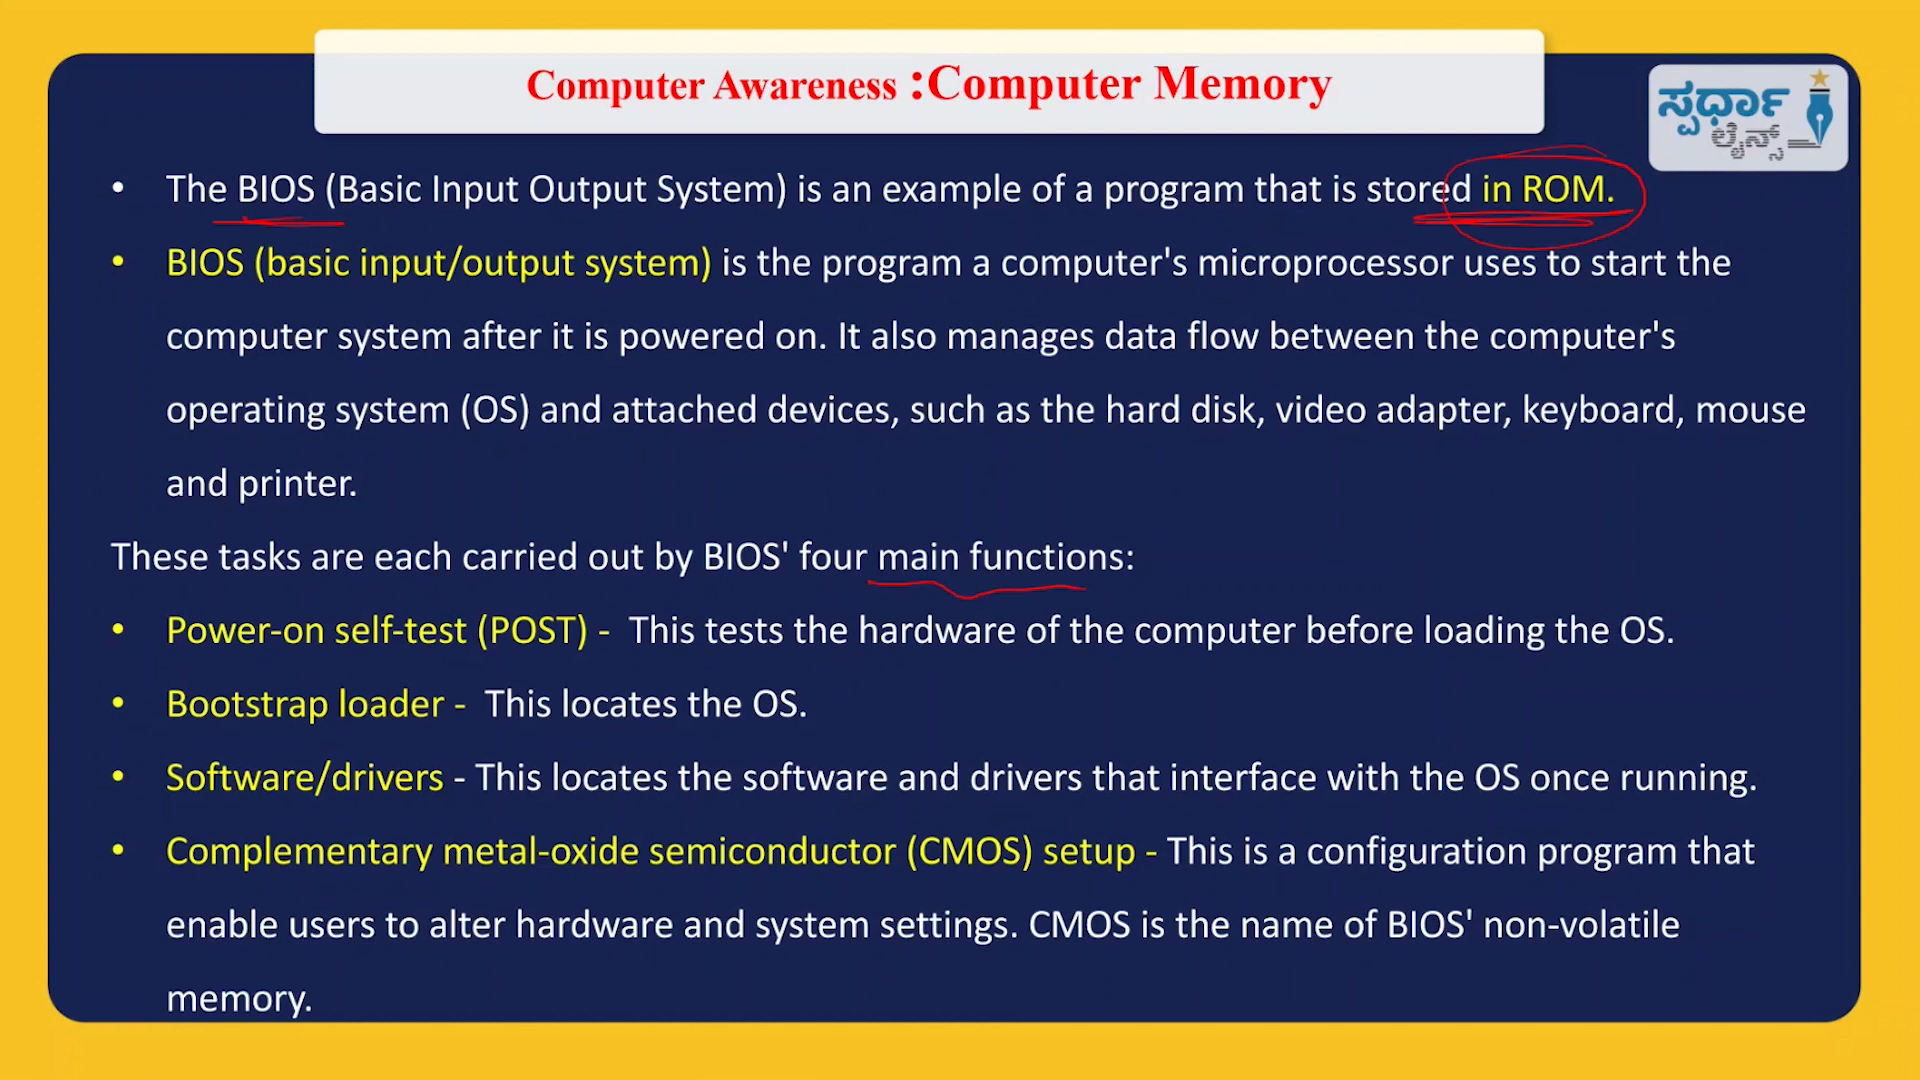 Computer Awareness :Computer Memory
ಸ್ಪರ್ಧಾ
ಲೈನ್ಸ್
• The BIOS (Basic Input Output System) is an example of a program that is stored in ROM.
• BIOS (basic input/output system) is the program a computer's microprocessor uses to start the
computer system after it is powered on. It also manages data flow between the computer's
operating system (OS) and attached devices, such as the hard disk, video adapter, keyboard, mouse
and printer.
These tasks are each carried out by BIOS' four main functions:
• Power-on self-test (POST) - This tests the hardware of the computer before loading the OS.
• Bootstrap loader - This locates the OS.
• Software/drivers - This locates the software and drivers that interface with the OS once running.
• Complementary metal-oxide semiconductor (CMOS) setup - This is a configuration program that
enable users to alter hardware and system settings. CMOS is the name of BIOS' non-volatile
memory.